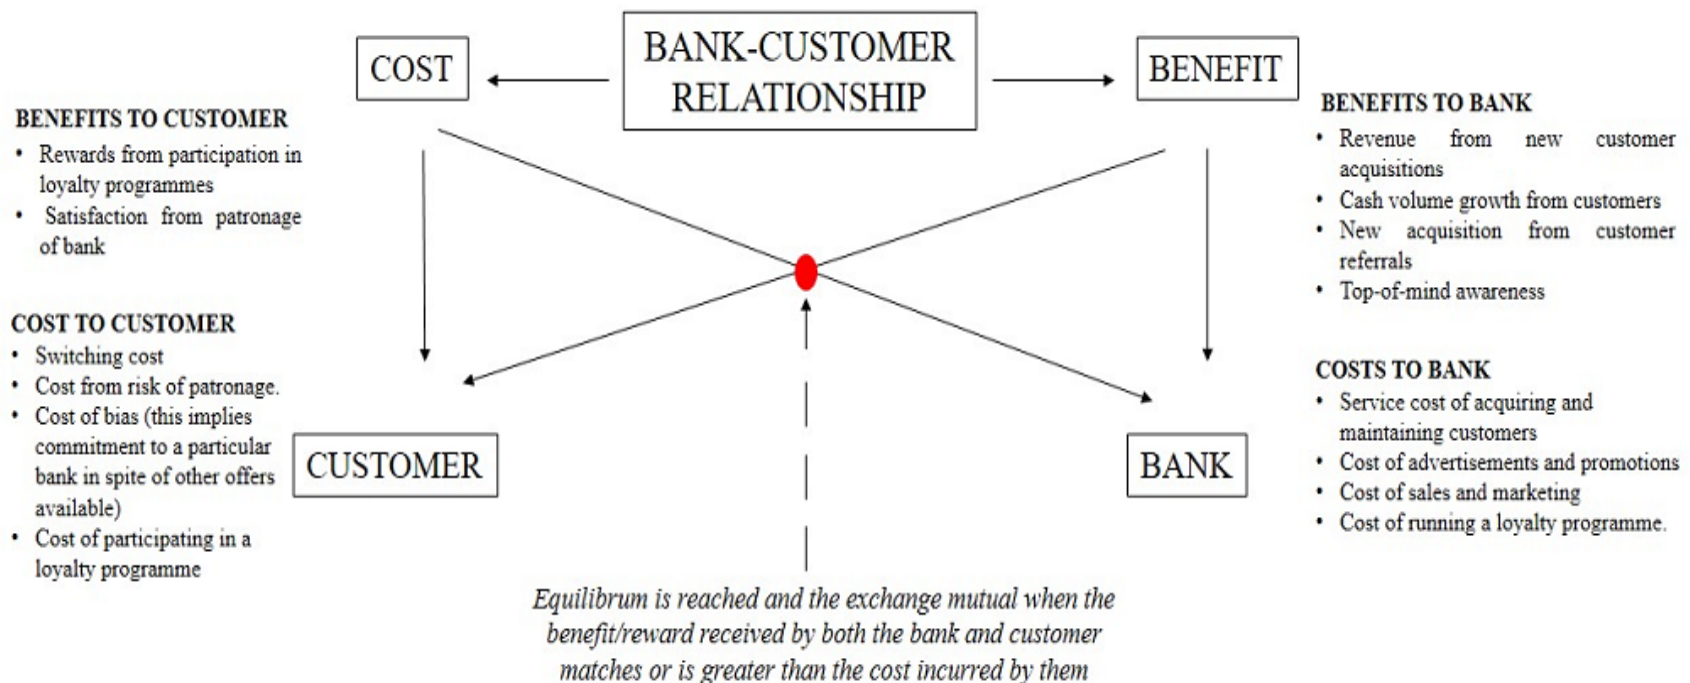 BANK-CUSTOMER
RELATIONSHIP
COST
BENEFIT
BENEFITS TO CUSTOMER
• Rewards from participation in
loyalty programmes
• Satisfaction from patronage
of bank
COST TO CUSTOMER
• Switching cost
• Cost from risk of patronage.
• Cost of bias (this implies
commitment to a particular
bank in spite of other offers
available)
• Cost of participating in a
loyalty programme
CUSTOMER
BANK
BENEFITS TO BANK
• Revenue from new customer
acquisitions
• Cash volume growth from customers
• New acquisition from customer
referrals
• Top-of-mind awareness
COSTS TO BANK
• Service cost of acquiring and
maintaining customers
• Cost of advertisements and promotions
• Cost of sales and marketing
• Cost of running a loyalty programme.
Equilibrum is reached and the exchange mutual when the
benefit/reward received by both the bank and customer
matches or is greater than the cost incurred by them